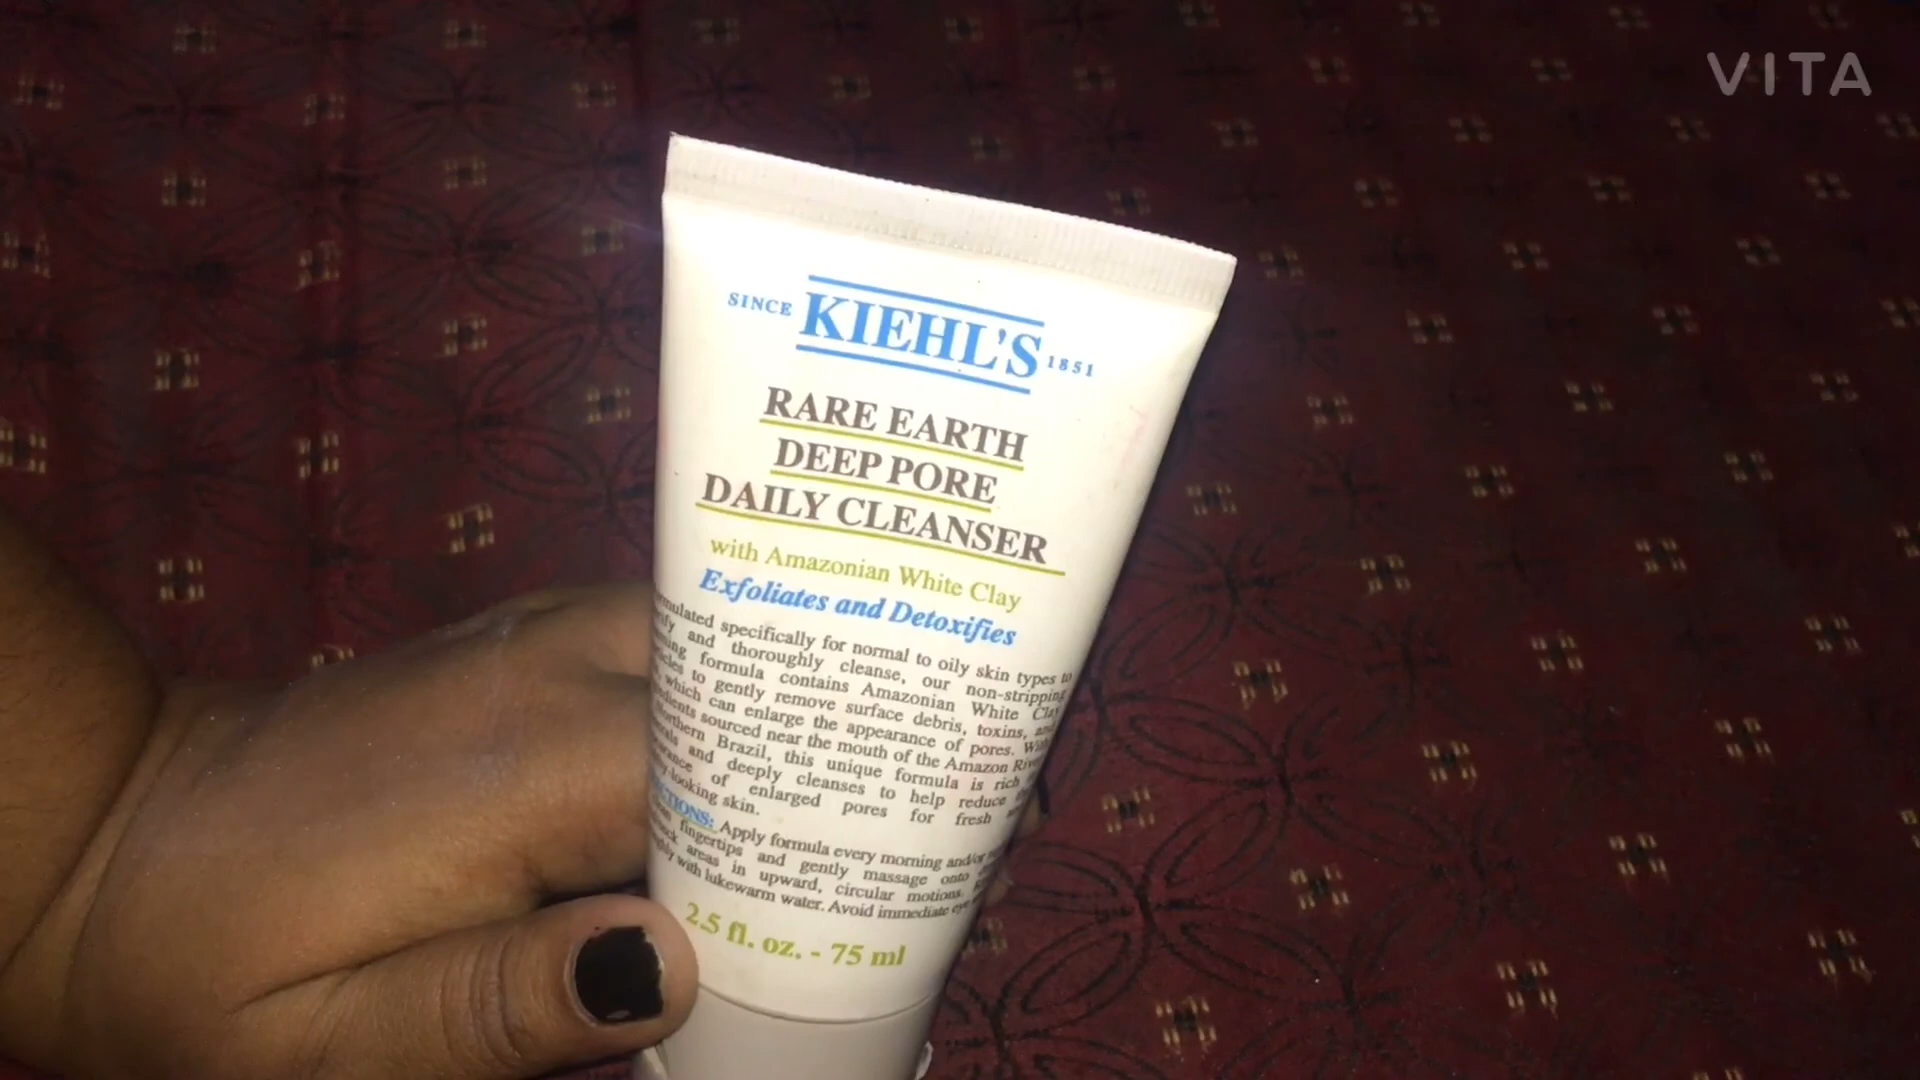 VITA
SINCE KIEHL'S 1851
RARE EARTH
DEEP PORE
DAILY CLEANSER
with Amazonian White Clay
Exfoliates and Detoxifies
specifically for normal to oily skin types to
and thoroughly cleanse, our non-stripping
formula contains Amazonian White Clay
to gently remove surface debris, toxins,
which can enlarge the appearance of pores.
sourced near the mouth of the Amazon
Brazil, this unique formula is rich
and deeply cleanses to help reduce
of enlarged pores for fresh
looking skin.
Apply formula every morning and/or
fingertips and gently massage onto
areas in upward, circular motions.
with lukewarm water. Avoid immediate eye
2.5 fl. oz. - 75 ml